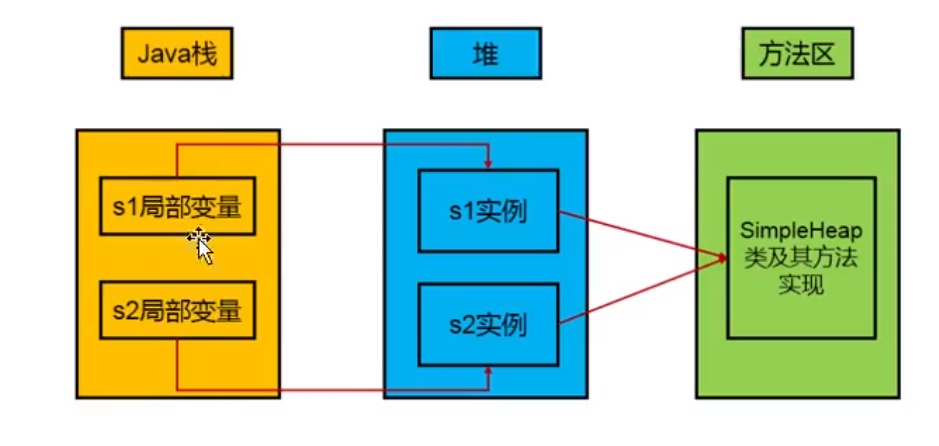 Java栈
堆
方法区
s1局部变量
s2局部变量
s1实例
s2实例
SimpleHeap
类及其方法
实现